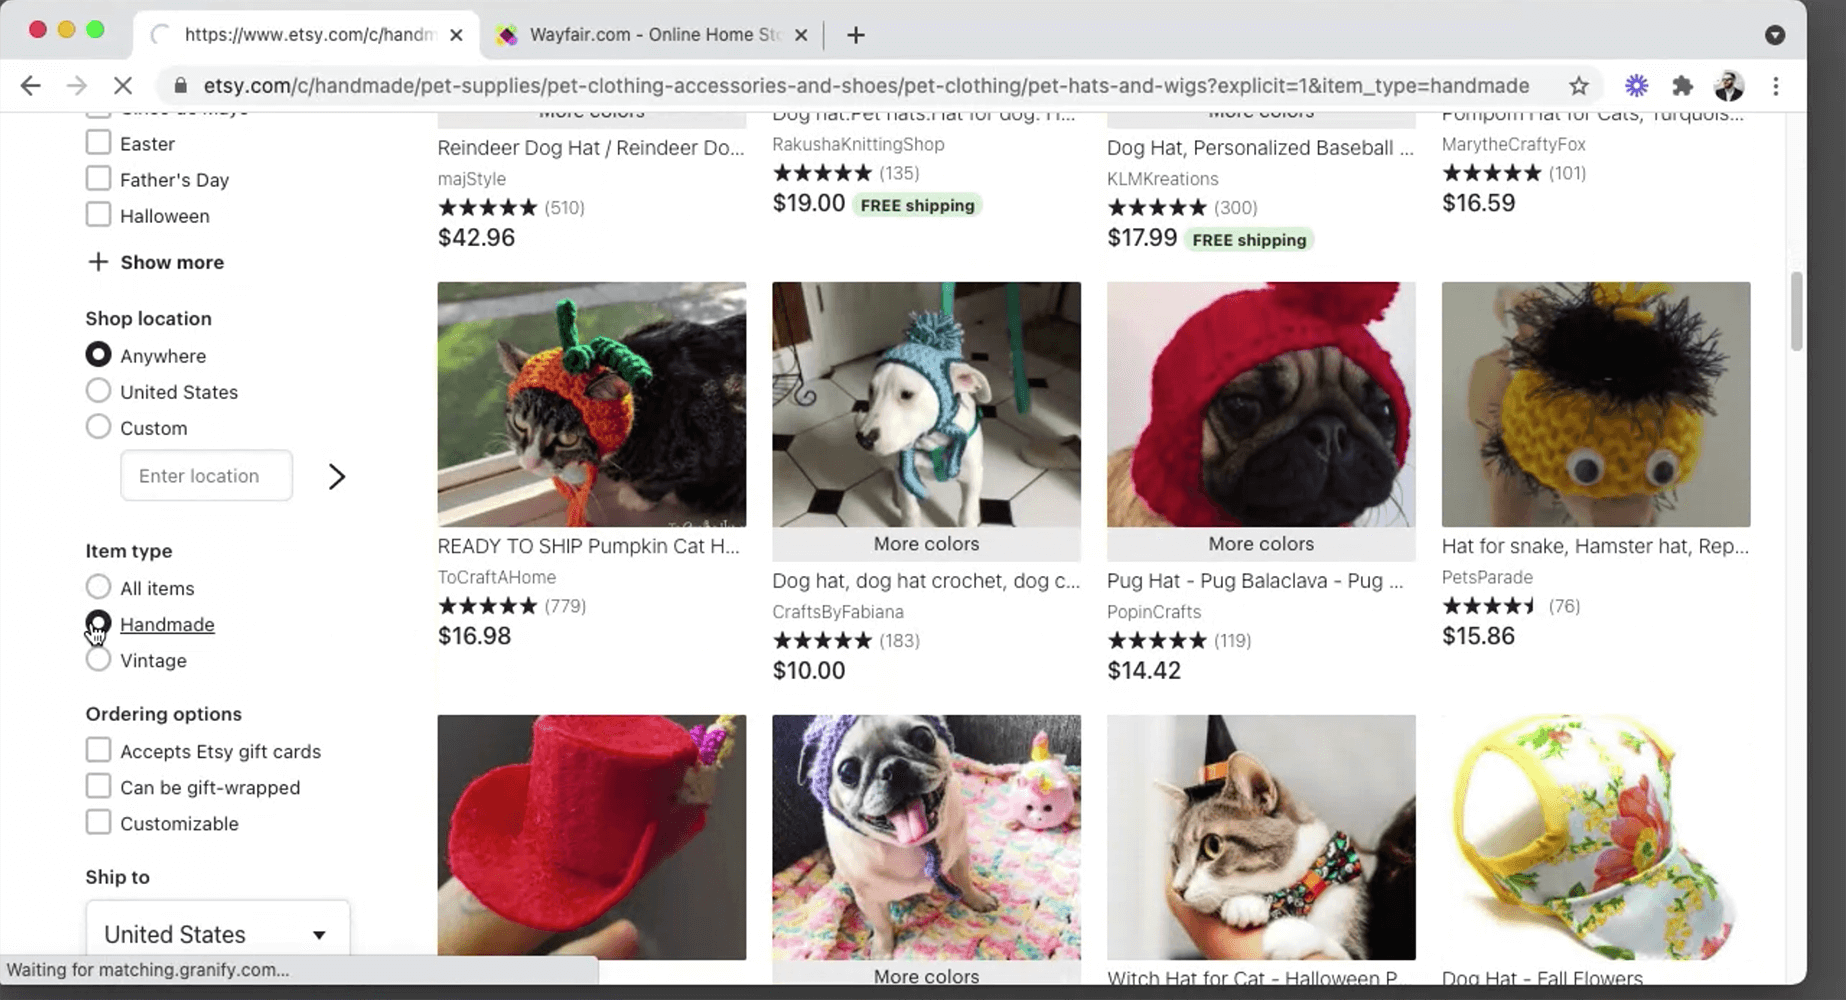 https://www.etsy.com/c/handm
Wayfair.com - Online Home Sto
etsy.com/c/handmade/pet-supplies/pet-clothing-accessories-and-shoes/pet-clothing/pet-hats-and-wigs?explicit=1&item_type=handmade
Cinco de Mayo
Easter
Father's Day
Halloween
Show more
Shop location
Anywhere
United States
Custom
Enter location
Item type
All items
Handmade
Vintage
Ordering options
Accepts Etsy gift cards
Can be gift-wrapped
Customizable
Ship to
United States
More colors
Reindeer Dog Hat / Reindeer Do...
majStyle
(510)
$42.96
Dog hat.Pet hats.Hat for dog. H...
RakushaKnittingShop
(135)
$19.00 FREE shipping
More colors
Dog Hat, Personalized Baseball ...
KLMKreations
(300)
$17.99 FREE shipping
Pompom Hat for Cats, Turquois...
MarytheCraftyFox
(101)
$16.59
READY TO SHIP Pumpkin Cat H...
ToCraftAHome
(779)
$16.98
More colors
Dog hat, dog hat crochet, dog c...
CraftsByFabiana
(183)
$10.00
More colors
Pug Hat - Pug Balaclava - Pug ...
PopinCrafts
(119)
$14.42
Hat for snake, Hamster hat, Rep...
PetsParade
(76)
$15.86
More colors
Witch Hat for Cat - Halloween P...
Dog Hat - Fall Flowers
Waiting for matching.granify.com...